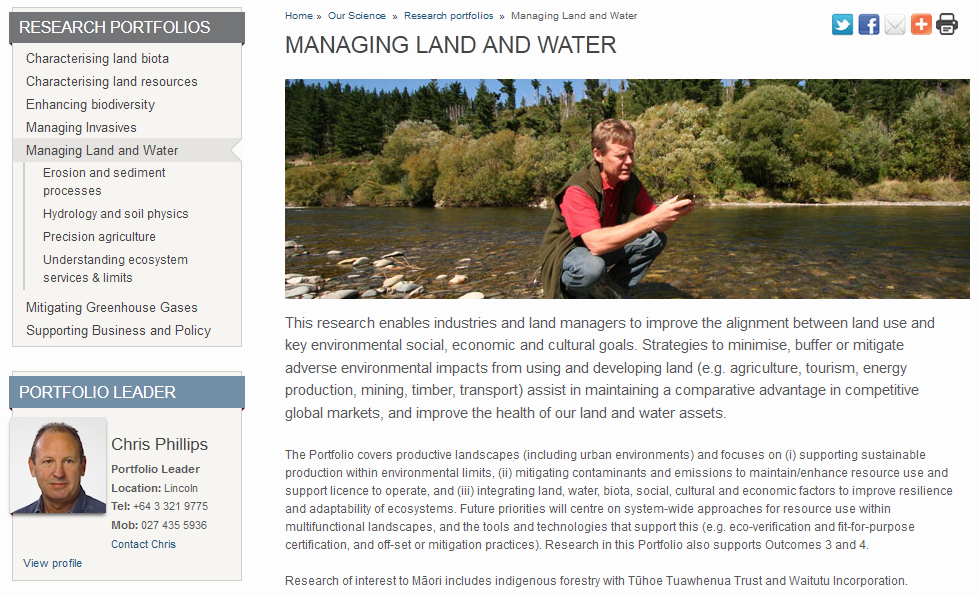 RESEARCH PORTFOLIOS
Characterising land biota
Characterising land resources
Enhancing biodiversity
Managing Invasives
Managing Land and Water
Erosion and sediment
processes
Hydrology and soil physics
Precision agriculture
Understanding ecosystem
services & limits
Mitigating Greenhouse Gases
Supporting Business and Policy
PORTFOLIO LEADER
Chris Phillips
Portfolio Leader
Location: Lincoln
Tel: +64 3 321 9775
Mob: 027 435 5936
Contact Chris
View profile
Home » Our Science » Research portfolios » Managing Land and Water
MANAGING LAND AND WATER
This research enables industries and land managers to improve the alignment between land use and
key environmental social, economic and cultural goals. Strategies to minimise, buffer or mitigate
adverse environmental impacts from using and developing land (e.g. agriculture, tourism, energy
production, mining, timber, transport) assist in maintaining a comparative advantage in competitive
global markets, and improve the health of our land and water assets.
The Portfolio covers productive landscapes (including urban environments) and focuses on (i) supporting sustainable
production within environmental limits, (ii) mitigating contaminants and emissions to maintain/enhance resource use and
support licence to operate, and (iii) integrating land, water, biota, social, cultural and economic factors to improve resilience
and adaptability of ecosystems. Future priorities will centre on system-wide approaches for resource use within
multifunctional landscapes, and the tools and technologies that support this (e.g. eco-verification and fit-for-purpose
certification, and off-set or mitigation practices). Research in this Portfolio also supports Outcomes 3 and 4.
Research of interest to Māori includes indigenous forestry with Tūhoe Tuawhenua Trust and Waitutu Incorporation.